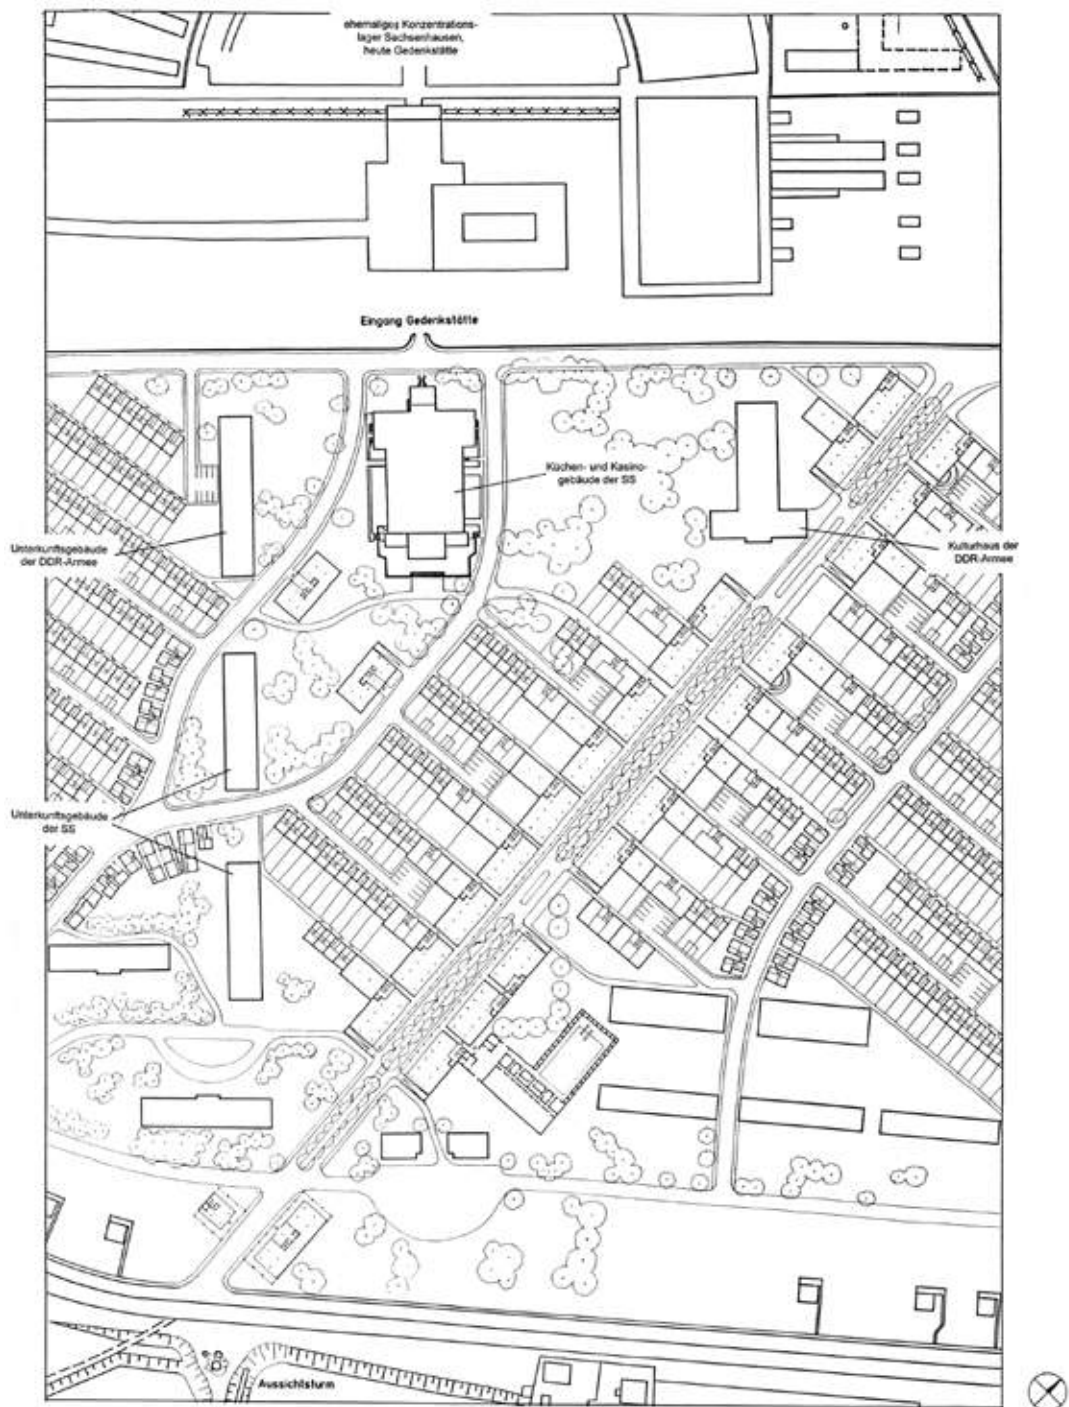 ehemaliges Konzentrations-
lager Sachsenhausen,
heute Gedenkstätte
Eingang Gedenkstätte
Küchen- und Kasino-
gebäude der SS
Unterkunftsgebäude
der DDR-Armee
Kulturhaus der
DDR-Armee
Unterkunftsgebäude
der SS
Aussichtsturm